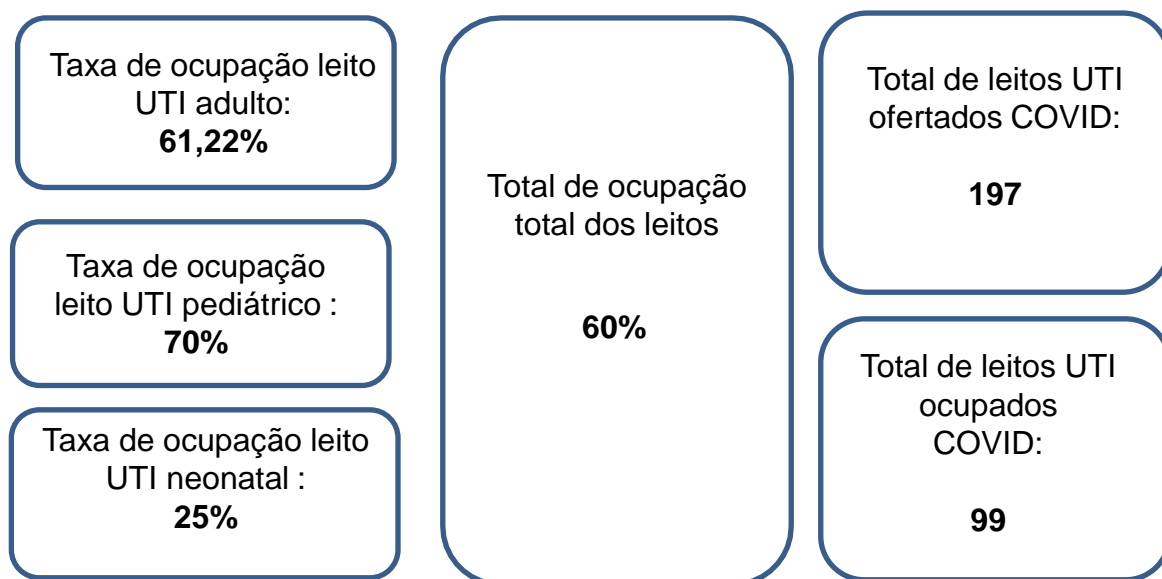 Taxa de ocupação leito
UTI adulto:
61,22%
Taxa de ocupação
leito UTI pediátrico :
70%
Taxa de ocupação leito
UTI neonatal :
25%
Total de ocupação
total dos leitos
60%
Total de leitos UTI
ofertados COVID:
197
Total de leitos UTI
ocupados
COVID:
99